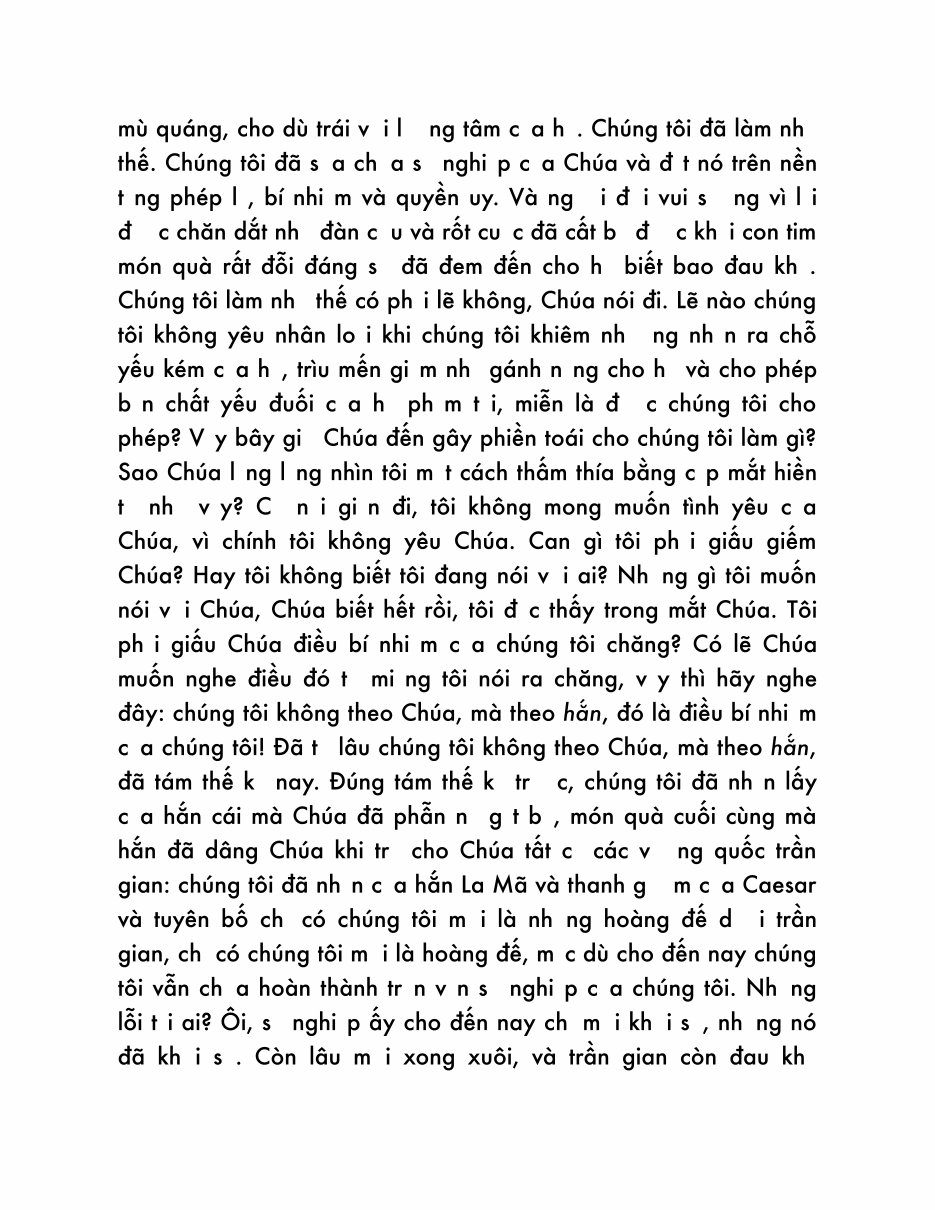 mù quáng, cho dù trái v i l ng tâm c a h . Chúng tôi đã làm nh
thế. Chúng tôi đã s a ch a s nghi p c a Chúa và đ t nó trên nền
t ng phép l , bí nhi m và quyền uy. Và ng i đ i vui s ng vì l i
đ c chăn dắt nh đàn c u và rốt cu c đã cất b đ c kh i con tim
món quà rất đỗi đáng s đã đem đến cho h biết bao đau kh .
Chúng tôi làm nh thế có ph i lẽ không, Chúa nói đi. Lẽ nào chúng
tôi không yêu nhân lo i khi chúng tôi khiêm nh ng nh n ra chỗ
yếu kém c a h , trìu mến gi m nh gánh n ng cho h và cho phép
b n chất yếu đuối c a h ph m t i, miễn là đ c chúng tôi cho
phép? V y bây gi Chúa đến gây phiền toái cho chúng tôi làm gì?
Sao Chúa l ng l ng nhìn tôi m t cách thấm thía bằng c p mắt hiền
t nh v y? C n i gi n đi, tôi không mong muốn tình yêu c a
Chúa, vì chính tôi không yêu Chúa. Can gì tôi ph i giấu giếm
Chúa? Hay tôi không biết tôi đang nói v i ai? Nh ng gì tôi muốn
nói v i Chúa, Chúa biết hết rồi, tôi đ c thấy trong mắt Chúa. Tôi
ph i giấu Chúa điều bí nhi m c a chúng tôi chăng? Có lẽ Chúa
muốn nghe điều đó t mi ng tôi nói ra chăng, v y thì hãy nghe
đây: chúng tôi không theo Chúa, mà theo hắn, đó là điều bí nhi m
c a chúng tôi! Đã t lâu chúng tôi không theo Chúa, mà theo hắn,
đã tám thế k nay. Đúng tám thế k tr c, chúng tôi đã nh n lấy
c a hắn cái mà Chúa đã phẫn n g t b , món quà cuối cùng mà
hắn đã dâng Chúa khi tr cho Chúa tất c các v ng quốc trần
gian: chúng tôi đã nh n c a hắn La Mã và thanh g m c a Caesar
và tuyên bố ch có chúng tôi m i là nh ng hoàng đế d i trần
gian, ch có chúng tôi m i là hoàng đế, m c dù cho đến nay chúng
tôi vẫn ch a hoàn thành tr n v n s nghi p c a chúng tôi. Nh ng
lỗi t i ai? Ôi, s nghi p ấy cho đến nay ch m i kh i s , nh ng nó
đã kh i s . Còn lâu m i xong xuôi, và trần gian còn đau kh